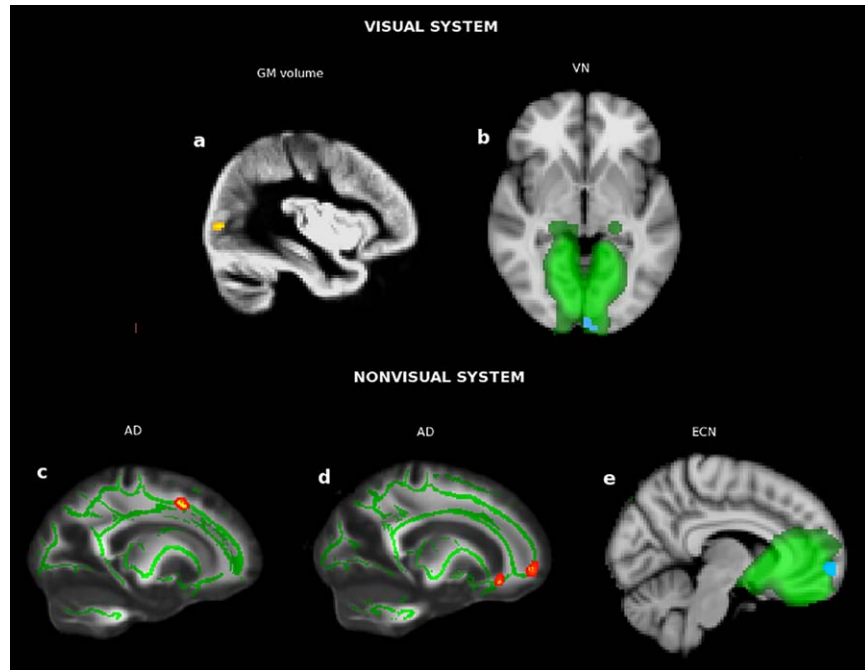 VISUAL SYSTEM
GM volume
VN
a
b
NONVISUAL SYSTEM
AD
AD
ECN
c
d
e